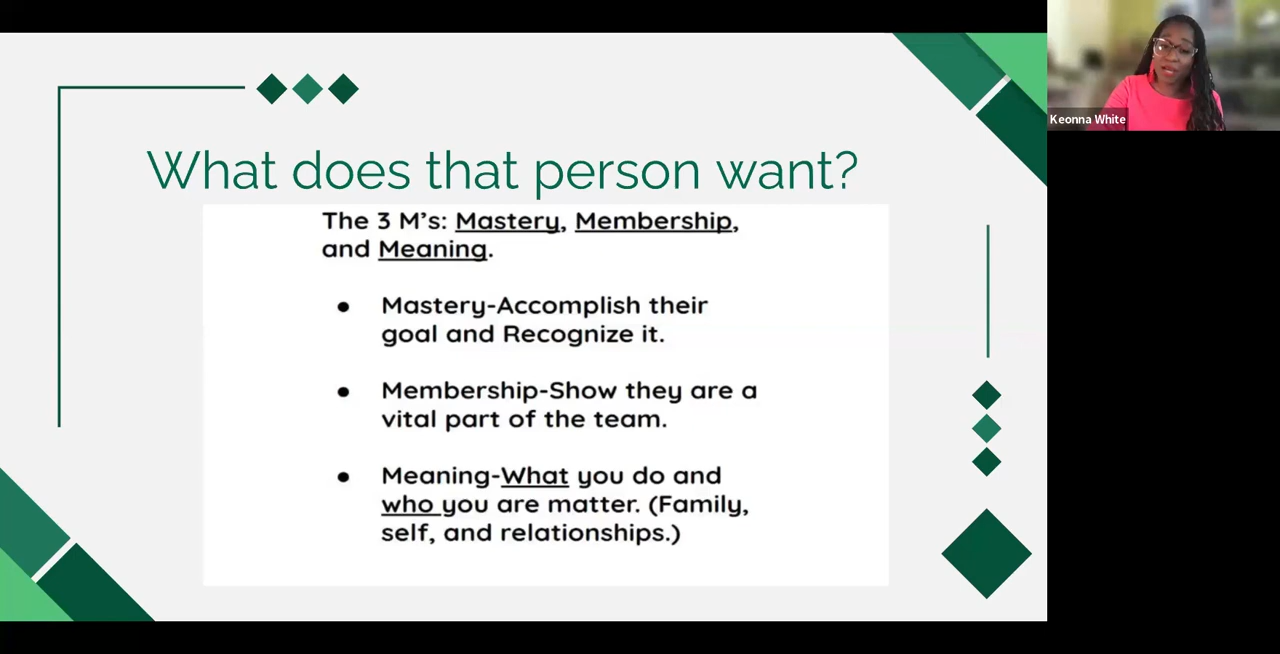 What does that person want?
The 3 M's: Mastery, Membership,
and Meaning.
● Mastery-Accomplish their
goal and Recognize it.
● Membership-Show they are a
vital part of the team.
● Meaning-What you do and
who you are matter. (Family,
self, and relationships.)
Keonna White